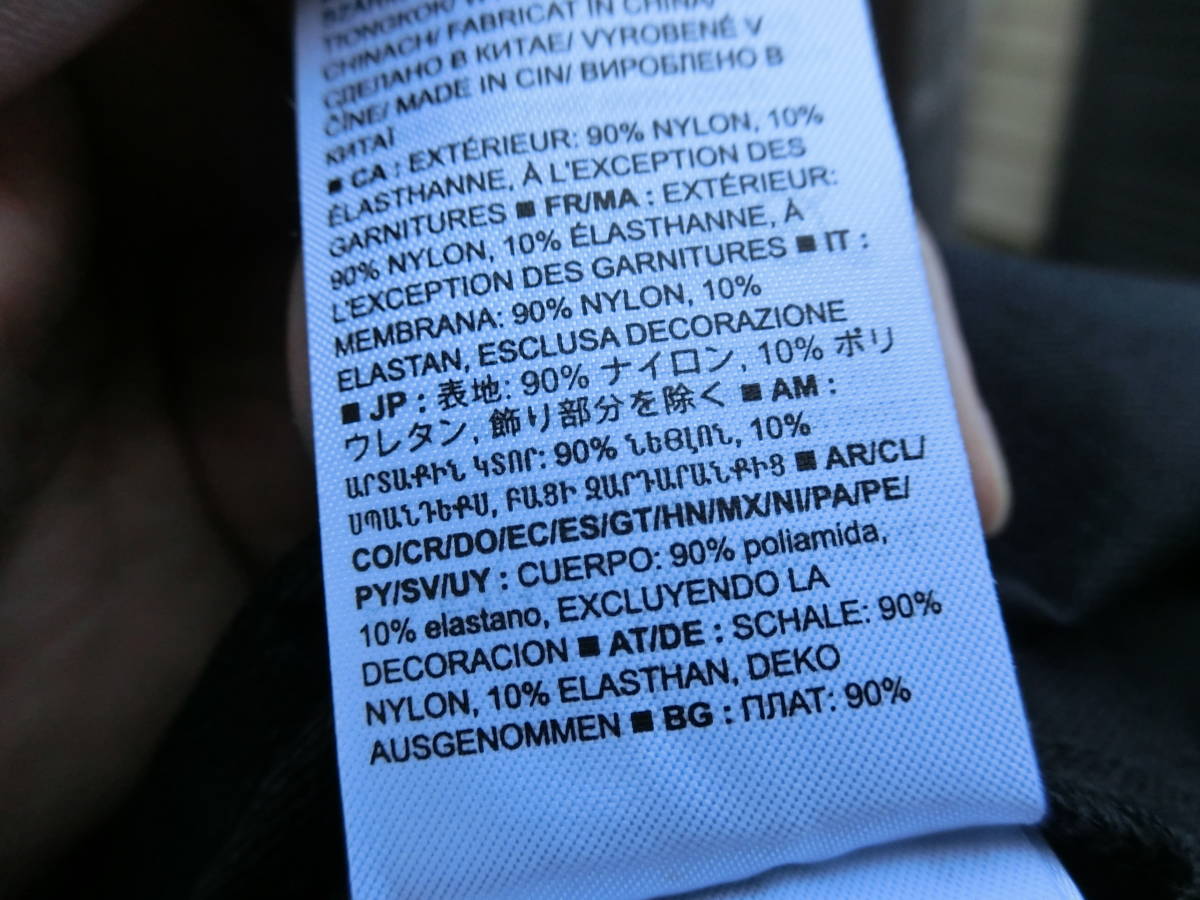 TIONGKOK/
FABRICAT ÎN CHINA/
CHINACH/ FABRICAT IN CHINA/
СДЕЛАНО В КИТАЕ/ VYROBENÉ V
ČÍNE/ MADE IN CIN/ ВИРОБЛЕНО В
КИТАЇ
■ CA : EXTÉRIEUR: 90% NYLON, 10%
ÉLASTHANNE, À L'EXCEPTION DES
GARNITURES ■ FR/MA : EXTÉRIEUR:
90% NYLON, 10% ÉLASTHANNE, À
L'EXCEPTION DES GARNITURES ■ IT :
MEMBRANA: 90% NYLON, 10%
ELASTAN, ESCLUSA DECORAZIONE
■ JP : 表地: 90% ナイロン, 10% ポリ
ウレタン, 飾り部分を除く ■ AM :
ԱՐՏԱՔԻՆ ԿՏՈՐ: 90% ՆԵՅԼՈՆ, 10%
ՍՊԱՆԴԵՔՍ, ԲԱՑԻ ԶԱՐԴԱՐԱՆՔԻՑ ■ AR/CL/
CO/CR/DO/EC/ES/GT/HN/MX/NI/PA/PE/
PY/SV/UY : CUERPO: 90% poliamida,
10% elastano, EXCLUYENDO LA
DECORACION ■ AT/DE : SCHALE: 90%
NYLON, 10% ELASTHAN, DEKO
AUSGENOMMEN ■ BG : ПЛАТ: 90%